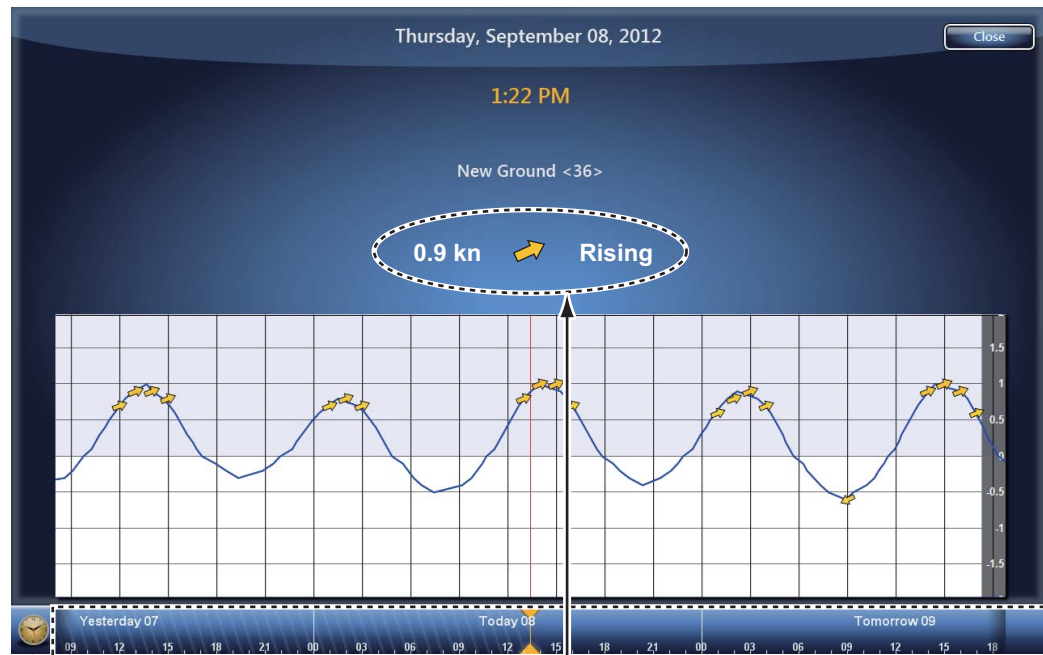 Thursday, September 08, 2012
Close
1:22 PM
New Ground <36>
0.9 kn Rising
1.5
1
0.5
0
-0.5
-1
-1.5
Yesterday 07 Today 08 Tomorrow 09
09 12 15 18 21 00 03 06 09 12 15 18 21 00 03 06 09 12 15 18